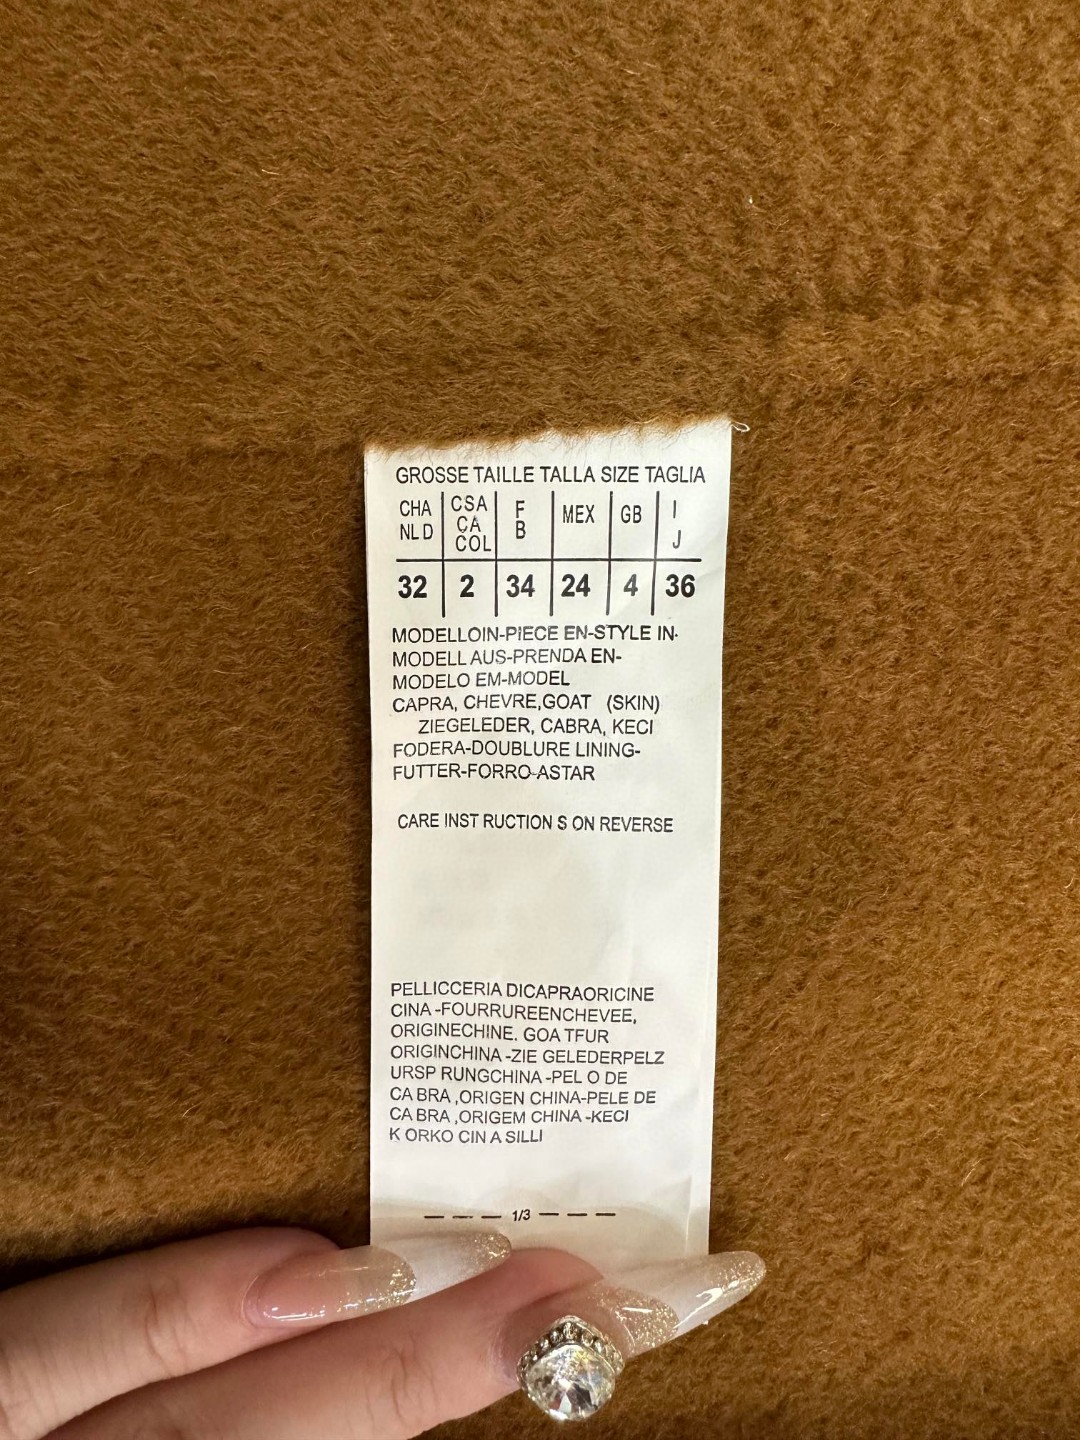 GROSSE TAILLE TALLA SIZE TAGLIA
CHA NL D
CSA CA COL
F B
MEX
GB
I J
32 2 34 24 4 36
MODELLOIN-PIECE EN-STYLE IN-
MODELL AUS-PRENDA EN-
MODELO EM-MODEL
CAPRA, CHEVRE,GOAT (SKIN)
ZIEGELEDER, CABRA, KECI
FODERA-DOUBLURE LINING-
FUTTER-FORRO-ASTAR
CARE INST RUCTION S ON REVERSE
PELLICCERIA DICAPRAORICINE
CINA -FOURRUREENCHEVEE,
ORIGINECHINE. GOA TFUR
ORIGINCHINA -ZIE GELEDERPELZ
URSP RUNGCHINA -PEL O DE
CA BRA ,ORIGEN CHINA-PELE DE
CA BRA ,ORIGEM CHINA -KECI
K ORKO CIN A SILLI
— — — 1/3 — — —